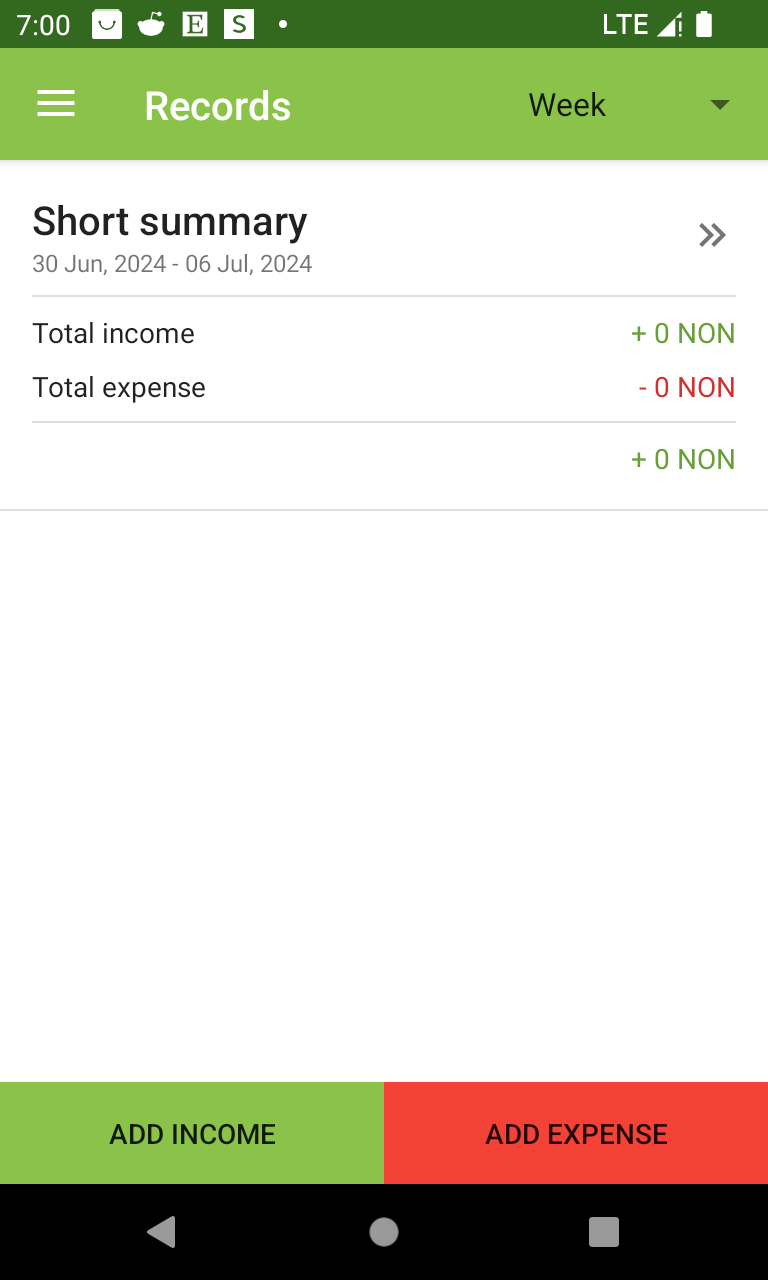 7:00 E S LTE
Records Week
Short summary
30 Jun, 2024 - 06 Jul, 2024
Total income + 0 NON
Total expense - 0 NON
+ 0 NON
ADD INCOME ADD EXPENSE